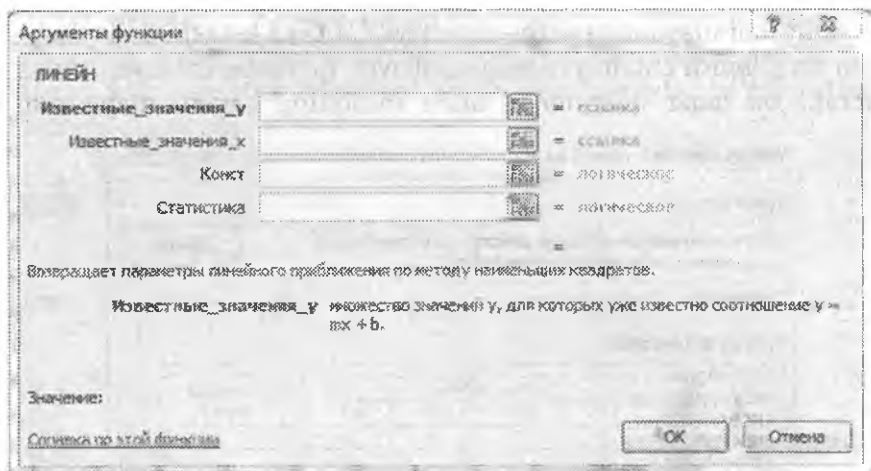 Аргументы функции
ЛИНЕЙН
Известные_значения_y = ссылка
Известные_значения_x = ссылка
Конст = логическое
Статистика = логическое
=
Возвращает параметры линейного приближения по методу наименьших квадратов.
Известные_значения_y множество значений y, для которых уже известно соотношение y =
mx + b.
Значение:
Справка по этой функции
OK Отмена